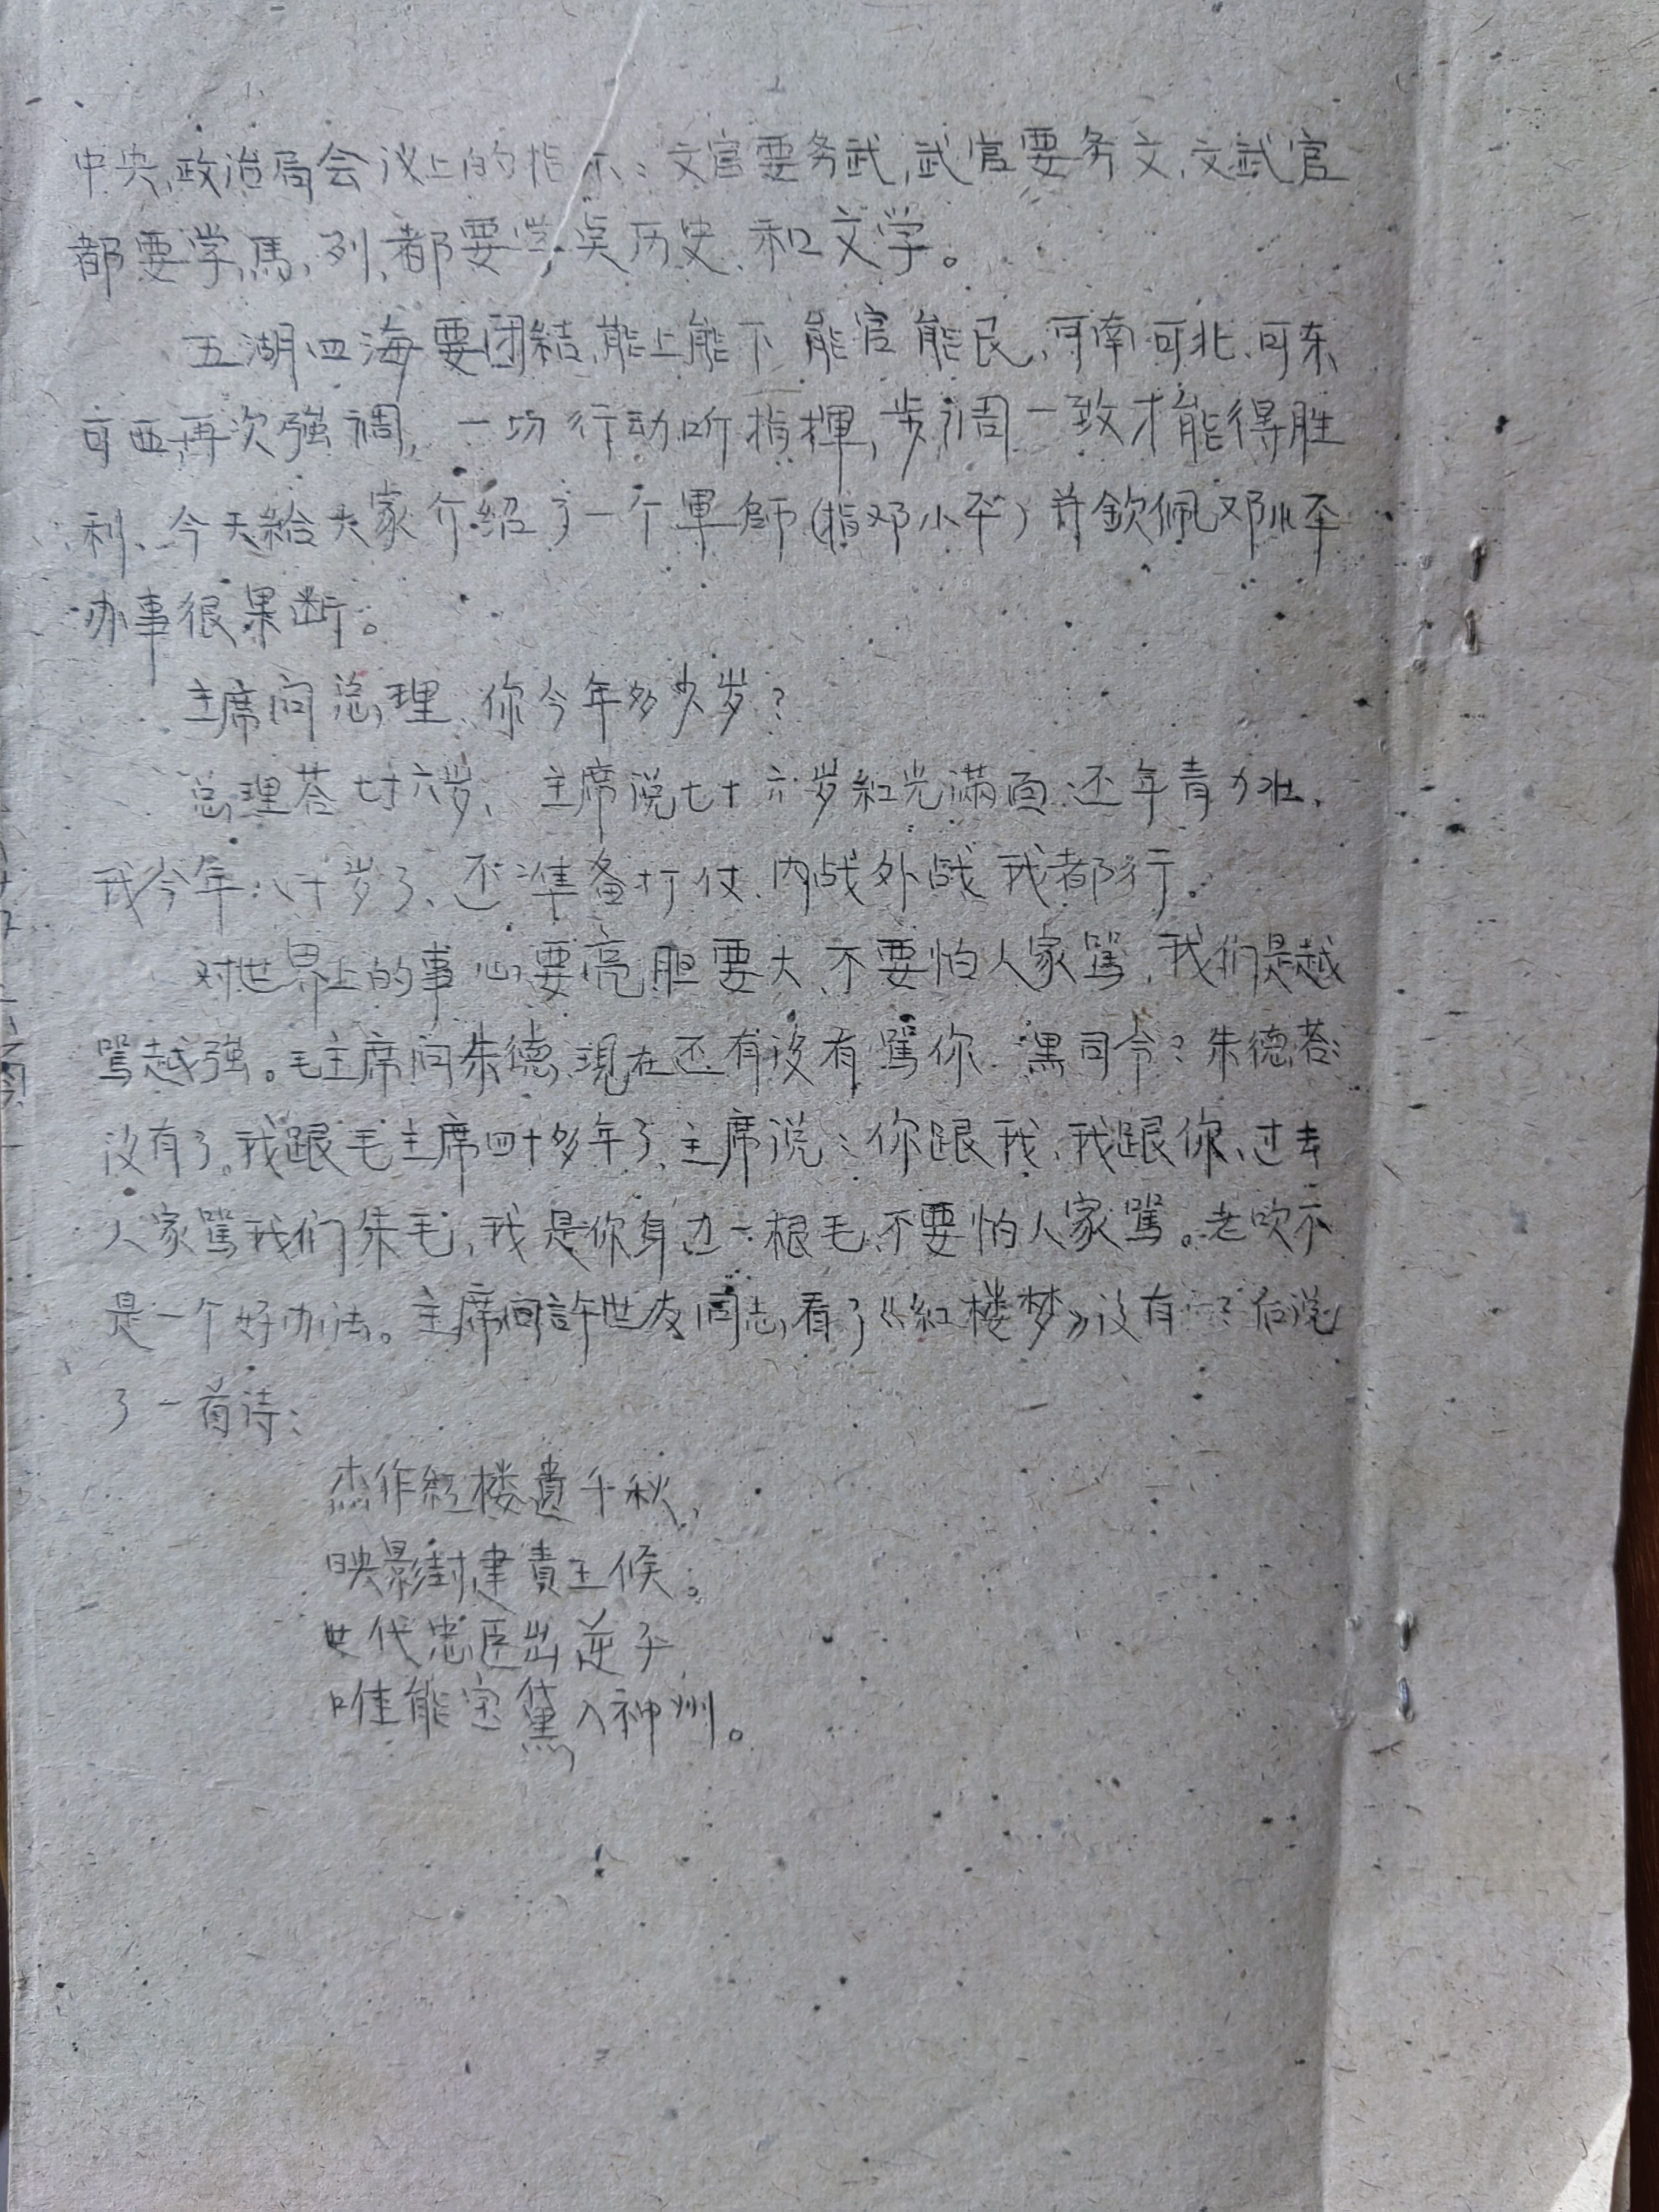 中央政治局会议上的指示：文官要务武，武官要务文、文武官
都要学馬、列，都要学点历史、和文学。
五湖四海要团結，能上能下 能官能民，可南可北、可东
可西，再次强调，一切行动听指揮，步调一致才能得胜
利、今天給大家介绍了一个軍師（指邓小平）并欽佩邓小平
办事很果断。
主席问总理、你今年多少岁？
总理荅七十六岁、主席说七十六岁紅光满面、还年青力壮，
我今年八十岁了、还準备打仗、内战外战 我都行。
对世界上的事 心要亮 胆要大、不要怕人家駡，我们是越
駡越强。毛主席问朱德，現在还有没有駡你 黑司令？朱德荅：
没有了。我跟毛主席四十多年了、主席说：你跟我、我跟你、过去
人家駡我们朱毛，我是你身边一根毛，不要怕人家駡。老吹不
是一个好办法。主席问許世友同志，看了《紅楼梦》没有？后说
了一首诗：
杰作紅楼遺千秋，
映影封建責王候。
世代忠臣出逆子
唯能宝黛入神州。